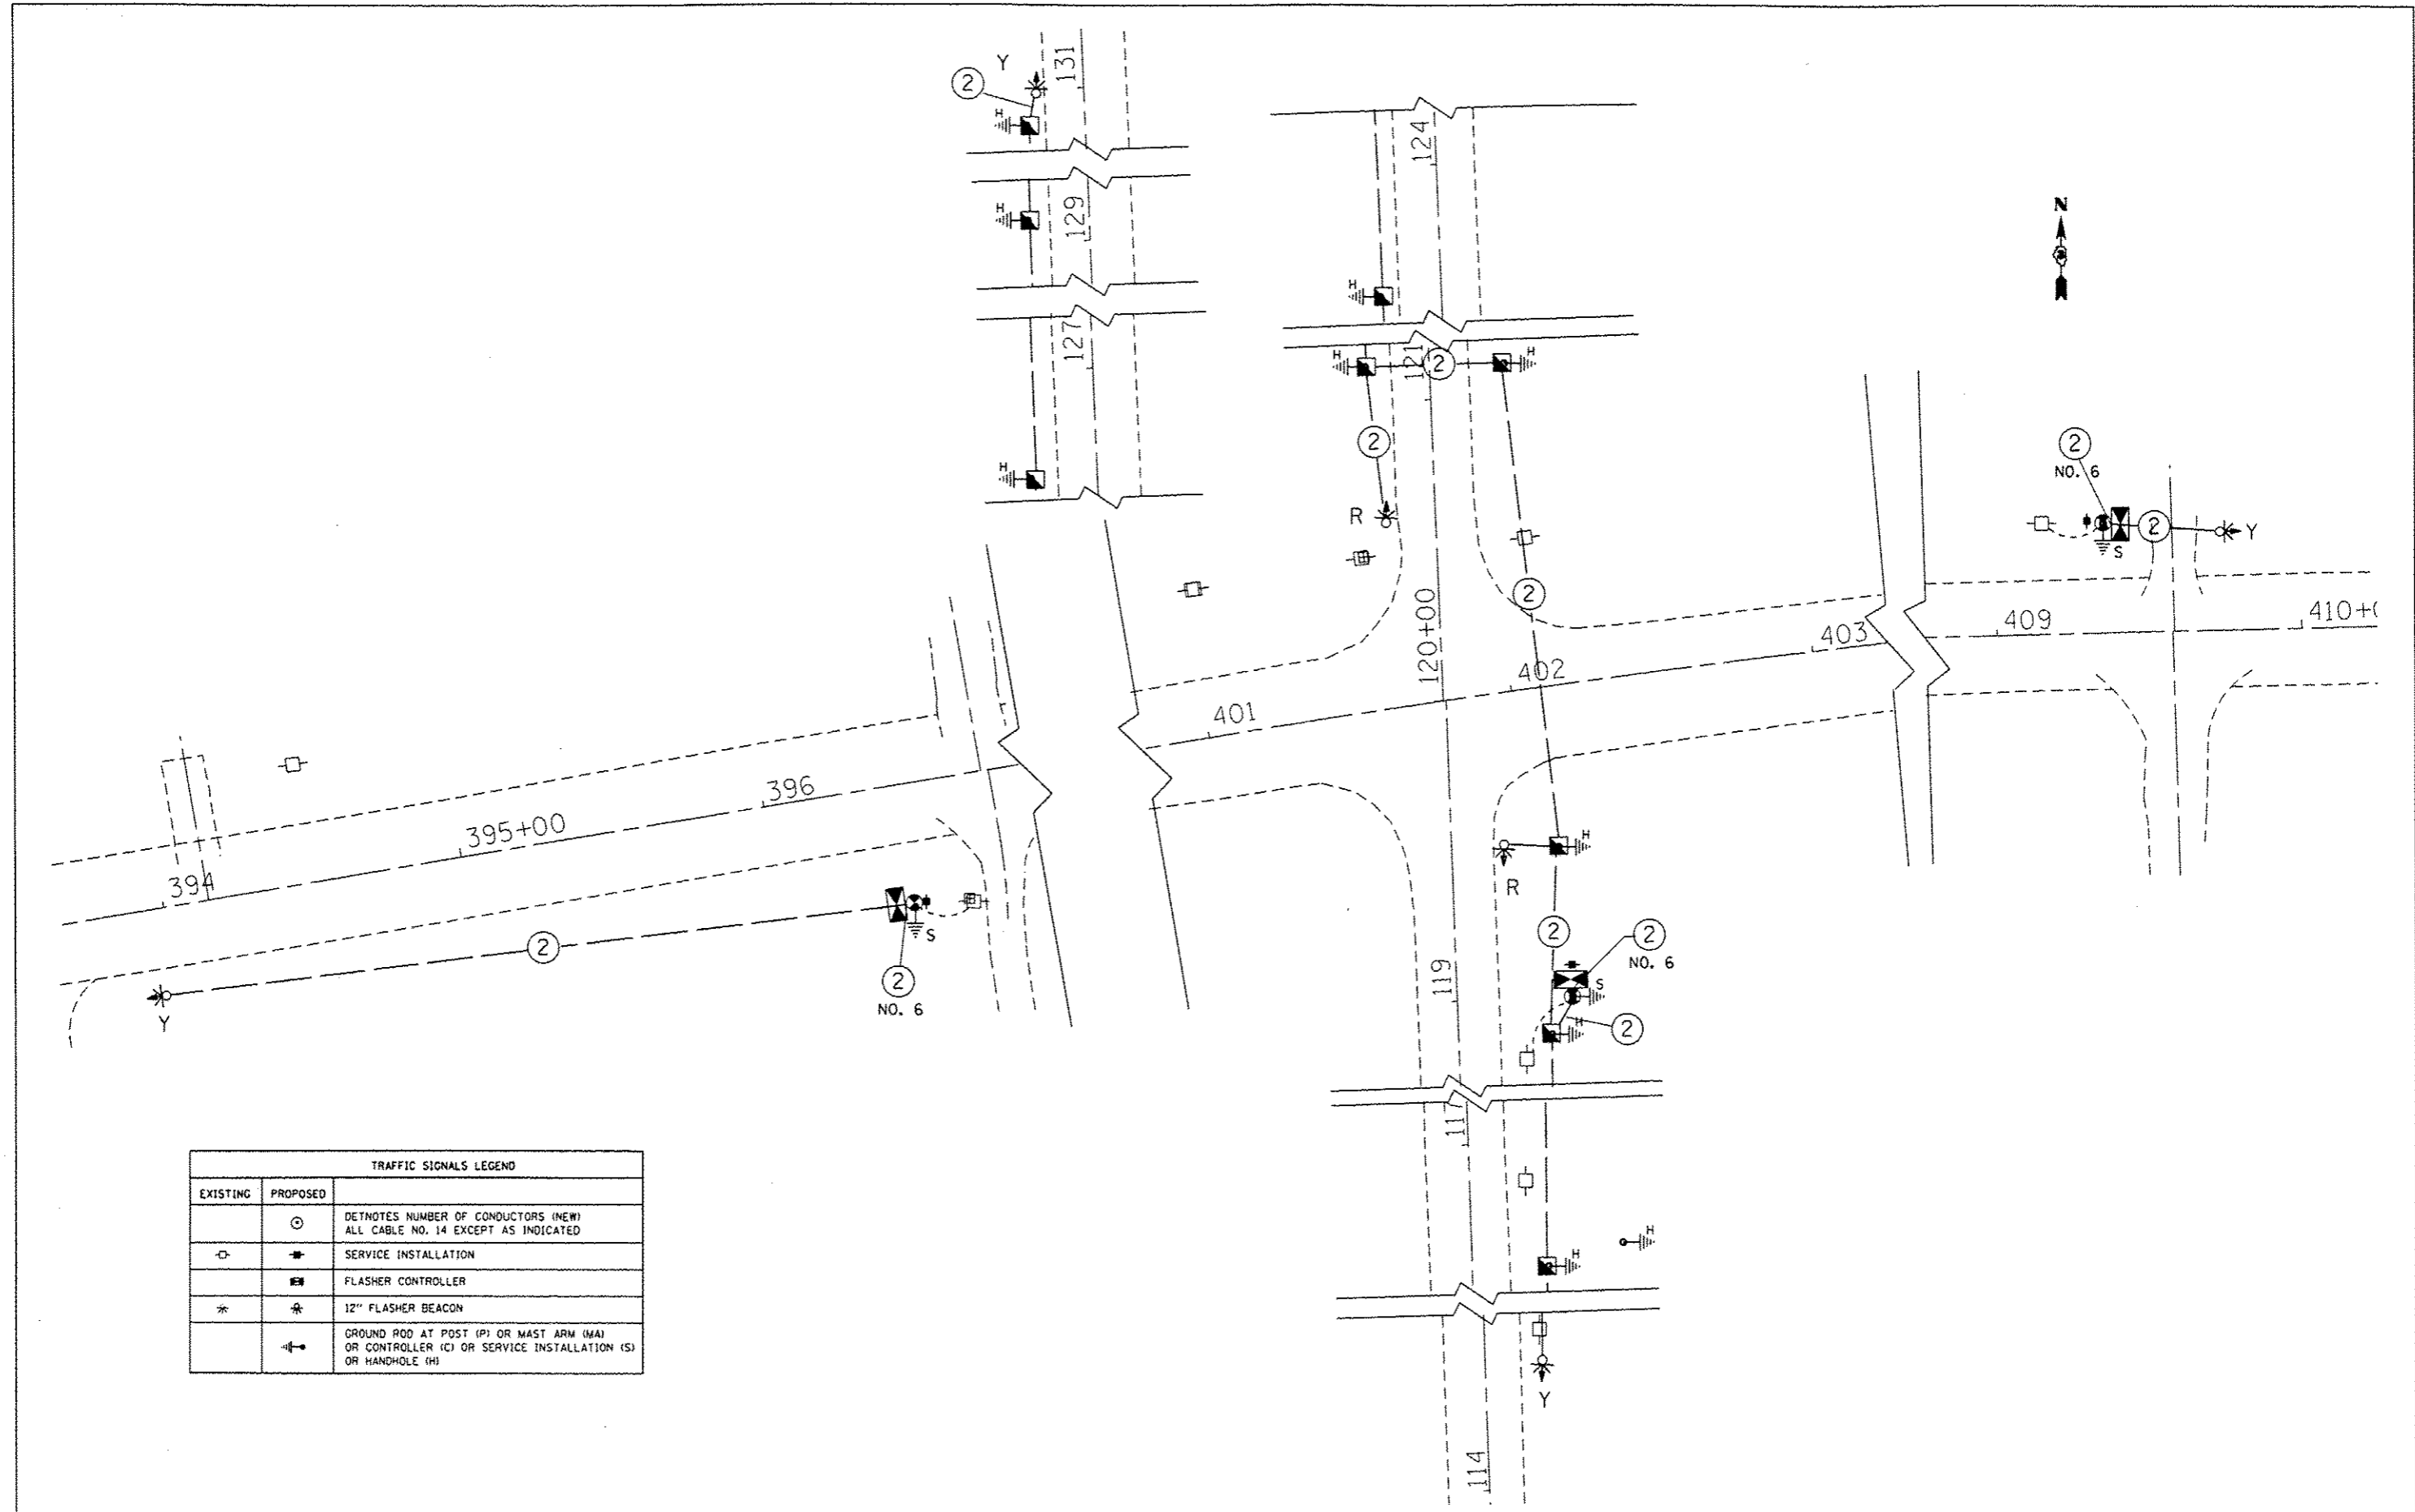 Y
131
2
H
124
129
H
N
H
127
H
121
2
H
2
NO. 6
2
H
R
2
Y
S
2
120+00
409
410+(
403
402
401
396
395+00
394
H
R
S
2
2
2
NO. 6
2
NO. 6
119
S
H
2
Y
H
H
Y
114
TRAFFIC SIGNALS LEGEND
EXISTING PROPOSED
DETNOTES NUMBER OF CONDUCTORS (NEW)
ALL CABLE NO. 14 EXCEPT AS INDICATED
SERVICE INSTALLATION
FLASHER CONTROLLER
12" FLASHER BEACON
GROUND ROD AT POST (P) OR MAST ARM (MA)
OR CONTROLLER (C) OR SERVICE INSTALLATION (S)
OR HANDHOLE (H)